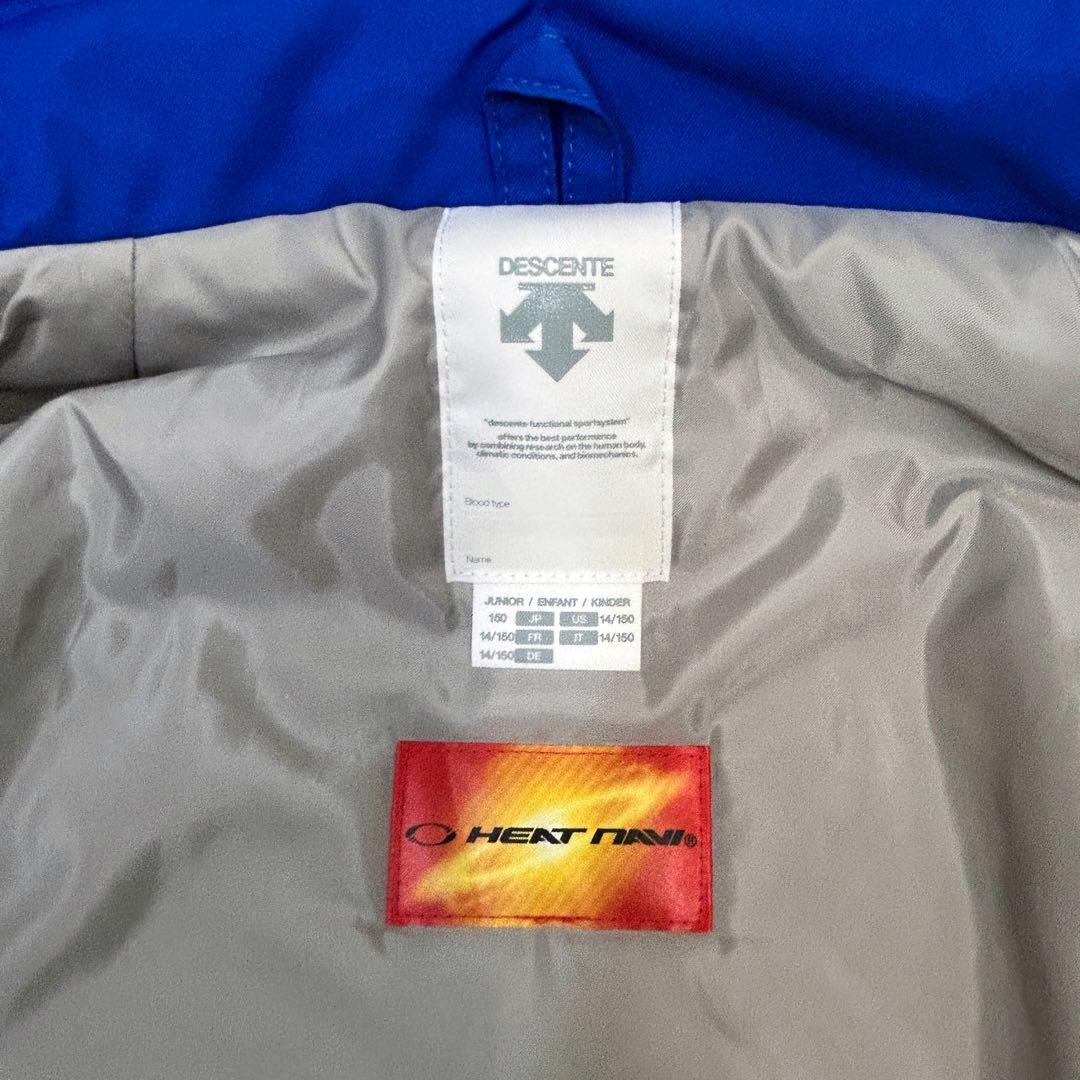 DESCENTE
"descente functional sportsystem"
offers the best performance
by combining research on the human body,
climatic conditions, and biomechanics.
Blood type
Name
JUNIOR / ENFANT / KINDER
150 JP US 14/150
14/150 FR IT 14/150
14/150 DE
HEAT NAVI®